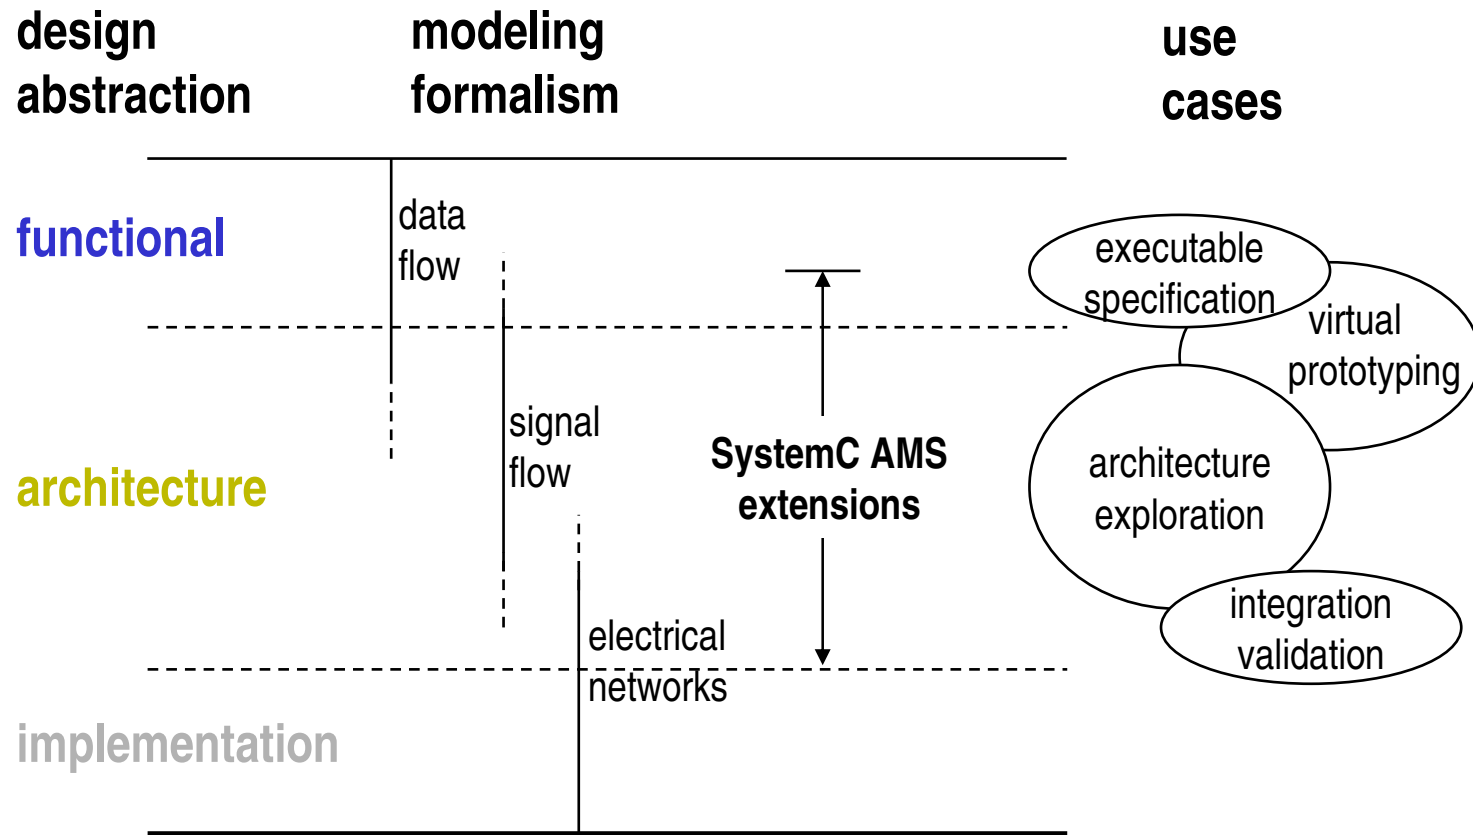 design
abstraction
modeling
formalism
use
cases
functional
data
flow
executable
specification
virtual
prototyping
architecture
signal
flow
SystemC AMS
extensions
architecture
exploration
electrical
networks
integration
validation
implementation